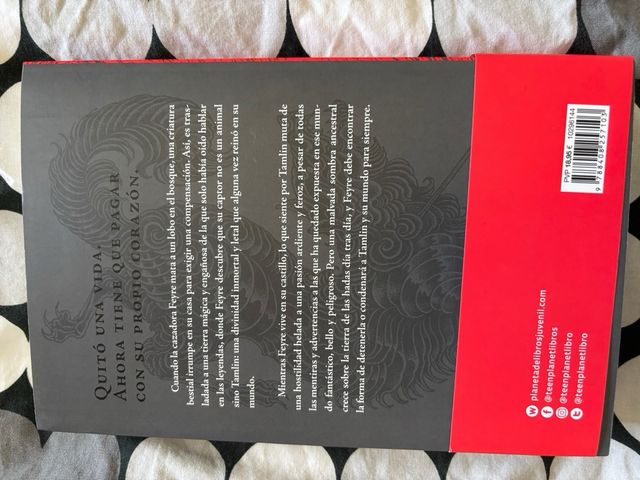 Quitó una vida.
Ahora tiene que pagar
con su propio corazón.
Cuando la cazadora Feyre mata a un lobo en el bosque, una criatura
bestial irrumpe en su casa para exigir una compensación. Así, es tras-
ladada a una tierra mágica y engañosa de la que solo había oído hablar
en las leyendas, donde Feyre descubre que su captor no es un animal
sino Tamlin: una divinidad inmortal y letal que alguna vez reinó en su
mundo.
Mientras Feyre vive en su castillo, lo que siente por Tamlin muta de
una hostilidad helada a una pasión ardiente y feroz, a pesar de todas
las mentiras y advertencias a las que ha quedado expuesta en ese mun-
do fantástico, bello y peligroso. Pero una malvada sombra ancestral
crece sobre la tierra de las hadas día tras día, y Feyre debe encontrar
la forma de detenerla o condenará a Tamlin y su mundo para siempre.
planetadelibrosjuvenil.com
@teenplanetlibros
@teenplanetlibro
@teenplanetlibro
PVP 18,95 € 10296144
9 788408 257103